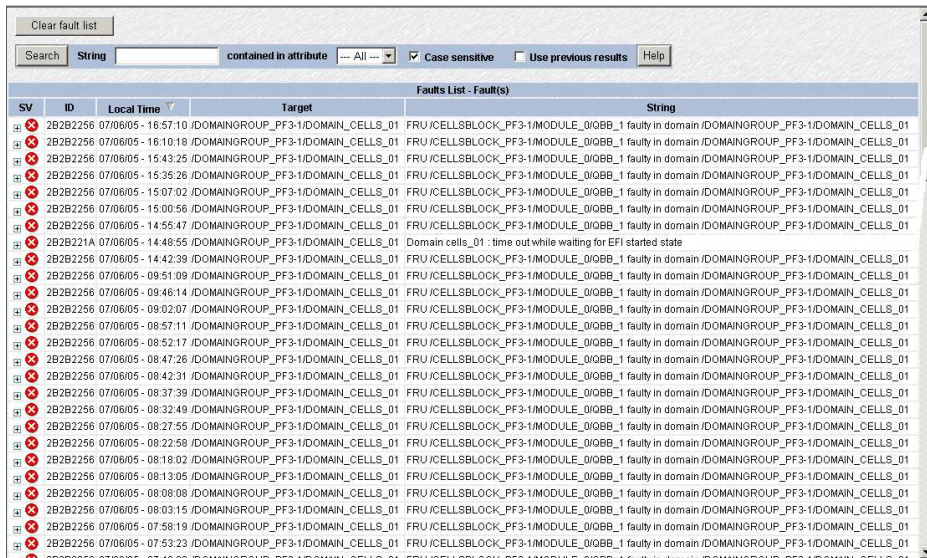 Clear fault list
Search String contained in attribute --- All --- Case sensitive Use previous results Help
Faults List - Fault(s)
SV ID Local Time Target String
2B2B2256 07/06/05 - 16:57:10 /DOMAINGROUP_PF3-1/DOMAIN_CELLS_01 FRU /CELLSBLOCK_PF3-1/MODULE_0/QBB_1 faulty in domain /DOMAINGROUP_PF3-1/DOMAIN_CELLS_01
2B2B2256 07/06/05 - 16:10:18 /DOMAINGROUP_PF3-1/DOMAIN_CELLS_01 FRU /CELLSBLOCK_PF3-1/MODULE_0/QBB_1 faulty in domain /DOMAINGROUP_PF3-1/DOMAIN_CELLS_01
2B2B2256 07/06/05 - 15:43:25 /DOMAINGROUP_PF3-1/DOMAIN_CELLS_01 FRU /CELLSBLOCK_PF3-1/MODULE_0/QBB_1 faulty in domain /DOMAINGROUP_PF3-1/DOMAIN_CELLS_01
2B2B2256 07/06/05 - 15:35:26 /DOMAINGROUP_PF3-1/DOMAIN_CELLS_01 FRU /CELLSBLOCK_PF3-1/MODULE_0/QBB_1 faulty in domain /DOMAINGROUP_PF3-1/DOMAIN_CELLS_01
2B2B2256 07/06/05 - 15:07:02 /DOMAINGROUP_PF3-1/DOMAIN_CELLS_01 FRU /CELLSBLOCK_PF3-1/MODULE_0/QBB_1 faulty in domain /DOMAINGROUP_PF3-1/DOMAIN_CELLS_01
2B2B2256 07/06/05 - 15:00:56 /DOMAINGROUP_PF3-1/DOMAIN_CELLS_01 FRU /CELLSBLOCK_PF3-1/MODULE_0/QBB_1 faulty in domain /DOMAINGROUP_PF3-1/DOMAIN_CELLS_01
2B2B2256 07/06/05 - 14:55:47 /DOMAINGROUP_PF3-1/DOMAIN_CELLS_01 FRU /CELLSBLOCK_PF3-1/MODULE_0/QBB_1 faulty in domain /DOMAINGROUP_PF3-1/DOMAIN_CELLS_01
2B2B221A 07/06/05 - 14:48:55 /DOMAINGROUP_PF3-1/DOMAIN_CELLS_01 Domain cells_01 : time out while waiting for EFI started state
2B2B2256 07/06/05 - 14:42:39 /DOMAINGROUP_PF3-1/DOMAIN_CELLS_01 FRU /CELLSBLOCK_PF3-1/MODULE_0/QBB_1 faulty in domain /DOMAINGROUP_PF3-1/DOMAIN_CELLS_01
2B2B2256 07/06/05 - 09:51:09 /DOMAINGROUP_PF3-1/DOMAIN_CELLS_01 FRU /CELLSBLOCK_PF3-1/MODULE_0/QBB_1 faulty in domain /DOMAINGROUP_PF3-1/DOMAIN_CELLS_01
2B2B2256 07/06/05 - 09:46:14 /DOMAINGROUP_PF3-1/DOMAIN_CELLS_01 FRU /CELLSBLOCK_PF3-1/MODULE_0/QBB_1 faulty in domain /DOMAINGROUP_PF3-1/DOMAIN_CELLS_01
2B2B2256 07/06/05 - 09:02:07 /DOMAINGROUP_PF3-1/DOMAIN_CELLS_01 FRU /CELLSBLOCK_PF3-1/MODULE_0/QBB_1 faulty in domain /DOMAINGROUP_PF3-1/DOMAIN_CELLS_01
2B2B2256 07/06/05 - 08:57:11 /DOMAINGROUP_PF3-1/DOMAIN_CELLS_01 FRU /CELLSBLOCK_PF3-1/MODULE_0/QBB_1 faulty in domain /DOMAINGROUP_PF3-1/DOMAIN_CELLS_01
2B2B2256 07/06/05 - 08:52:17 /DOMAINGROUP_PF3-1/DOMAIN_CELLS_01 FRU /CELLSBLOCK_PF3-1/MODULE_0/QBB_1 faulty in domain /DOMAINGROUP_PF3-1/DOMAIN_CELLS_01
2B2B2256 07/06/05 - 08:47:26 /DOMAINGROUP_PF3-1/DOMAIN_CELLS_01 FRU /CELLSBLOCK_PF3-1/MODULE_0/QBB_1 faulty in domain /DOMAINGROUP_PF3-1/DOMAIN_CELLS_01
2B2B2256 07/06/05 - 08:42:31 /DOMAINGROUP_PF3-1/DOMAIN_CELLS_01 FRU /CELLSBLOCK_PF3-1/MODULE_0/QBB_1 faulty in domain /DOMAINGROUP_PF3-1/DOMAIN_CELLS_01
2B2B2256 07/06/05 - 08:37:39 /DOMAINGROUP_PF3-1/DOMAIN_CELLS_01 FRU /CELLSBLOCK_PF3-1/MODULE_0/QBB_1 faulty in domain /DOMAINGROUP_PF3-1/DOMAIN_CELLS_01
2B2B2256 07/06/05 - 08:32:49 /DOMAINGROUP_PF3-1/DOMAIN_CELLS_01 FRU /CELLSBLOCK_PF3-1/MODULE_0/QBB_1 faulty in domain /DOMAINGROUP_PF3-1/DOMAIN_CELLS_01
2B2B2256 07/06/05 - 08:27:55 /DOMAINGROUP_PF3-1/DOMAIN_CELLS_01 FRU /CELLSBLOCK_PF3-1/MODULE_0/QBB_1 faulty in domain /DOMAINGROUP_PF3-1/DOMAIN_CELLS_01
2B2B2256 07/06/05 - 08:22:58 /DOMAINGROUP_PF3-1/DOMAIN_CELLS_01 FRU /CELLSBLOCK_PF3-1/MODULE_0/QBB_1 faulty in domain /DOMAINGROUP_PF3-1/DOMAIN_CELLS_01
2B2B2256 07/06/05 - 08:18:02 /DOMAINGROUP_PF3-1/DOMAIN_CELLS_01 FRU /CELLSBLOCK_PF3-1/MODULE_0/QBB_1 faulty in domain /DOMAINGROUP_PF3-1/DOMAIN_CELLS_01
2B2B2256 07/06/05 - 08:13:05 /DOMAINGROUP_PF3-1/DOMAIN_CELLS_01 FRU /CELLSBLOCK_PF3-1/MODULE_0/QBB_1 faulty in domain /DOMAINGROUP_PF3-1/DOMAIN_CELLS_01
2B2B2256 07/06/05 - 08:08:08 /DOMAINGROUP_PF3-1/DOMAIN_CELLS_01 FRU /CELLSBLOCK_PF3-1/MODULE_0/QBB_1 faulty in domain /DOMAINGROUP_PF3-1/DOMAIN_CELLS_01
2B2B2256 07/06/05 - 08:03:15 /DOMAINGROUP_PF3-1/DOMAIN_CELLS_01 FRU /CELLSBLOCK_PF3-1/MODULE_0/QBB_1 faulty in domain /DOMAINGROUP_PF3-1/DOMAIN_CELLS_01
2B2B2256 07/06/05 - 07:58:19 /DOMAINGROUP_PF3-1/DOMAIN_CELLS_01 FRU /CELLSBLOCK_PF3-1/MODULE_0/QBB_1 faulty in domain /DOMAINGROUP_PF3-1/DOMAIN_CELLS_01
2B2B2256 07/06/05 - 07:53:23 /DOMAINGROUP_PF3-1/DOMAIN_CELLS_01 FRU /CELLSBLOCK_PF3-1/MODULE_0/QBB_1 faulty in domain /DOMAINGROUP_PF3-1/DOMAIN_CELLS_01